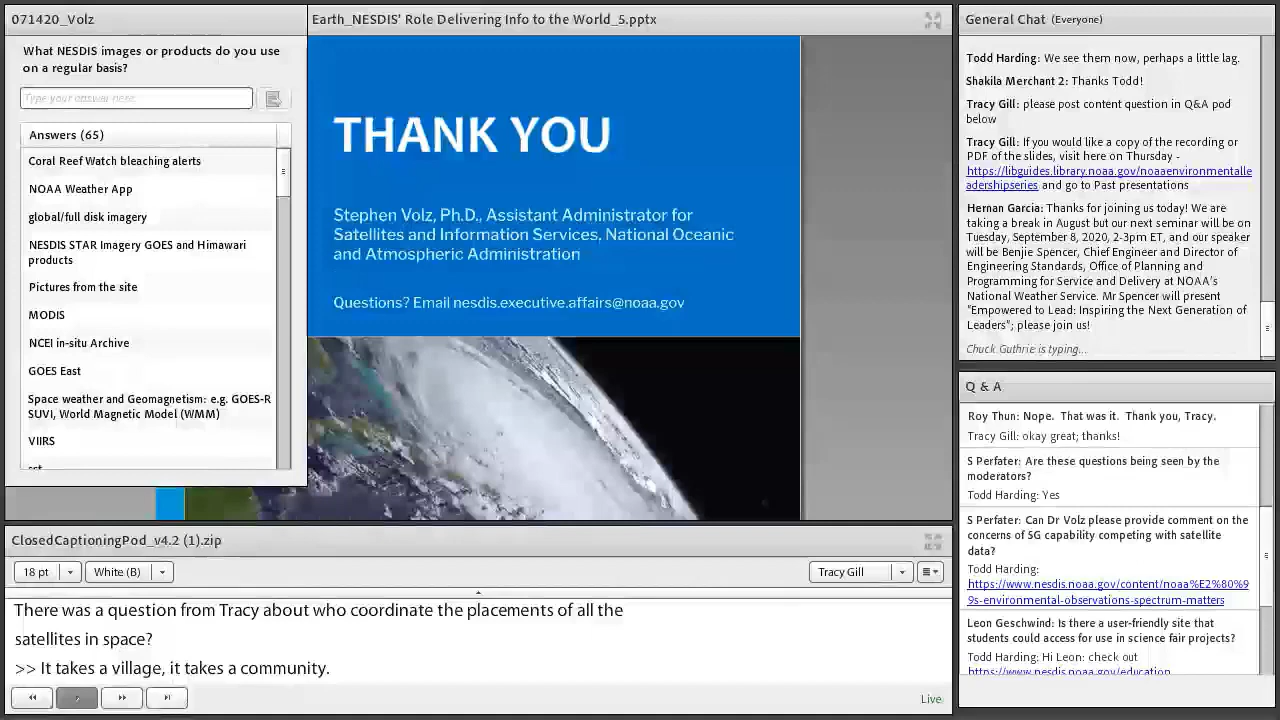 071420_Volz
What NESDIS images or products do you use
on a regular basis?
Type your answer here.
Answers (65)
Coral Reef Watch bleaching alerts
NOAA Weather App
global/full disk imagery
NESDIS STAR Imagery GOES and Himawari
products
Pictures from the site
MODIS
NCEI in-situ Archive
GOES East
Space weather and Geomagnetism: e.g. GOES-R
SUVI, World Magnetic Model (WMM)
VIIRS
Earth_NESDIS' Role Delivering Info to the World_5.pptx
THANK YOU
Stephen Volz, Ph.D., Assistant Administrator for
Satellites and Information Services, National Oceanic
and Atmospheric Administration
Questions? Email nesdis.executive.affairs@noaa.gov
ClosedCaptioningPod_v4.2 (1).zip
18 pt
White (B)
Tracy Gill
There was a question from Tracy about who coordinate the placements of all the
satellites in space?
>> It takes a village, it takes a community.
Live
General Chat (Everyone)
Todd Harding: We see them now, perhaps a little lag.
Shakila Merchant 2: Thanks Todd!
Tracy Gill: please post content question in Q&A pod
below
Tracy Gill: If you would like a copy of the recording or
PDF of the slides, visit here on Thursday -
https://libguides.library.noaa.gov/noaaenvironmentalle
adershipseries and go to Past presentations
Hernan Garcia: Thanks for joining us today! We are
taking a break in August but our next seminar will be on
Tuesday, September 8, 2020, 2-3pm ET, and our speaker
will be Benjie Spencer, Chief Engineer and Director of
Engineering Standards, Office of Planning and
Programming for Service and Delivery at NOAA's
National Weather Service. Mr Spencer will present
"Empowered to Lead: Inspiring the Next Generation of
Leaders"; please join us!
Chuck Guthrie is typing...
Q & A
Roy Thun: Nope. That was it. Thank you, Tracy.
Tracy Gill: okay great; thanks!
S Perfater: Are these questions being seen by the
moderators?
Todd Harding: Yes
S Perfater: Can Dr Volz please provide comment on the
concerns of 5G capability competing with satellite
data?
Todd Harding:
https://www.nesdis.noaa.gov/content/noaa%E2%80%9
9s-environmental-observations-spectrum-matters
Leon Geschwind: Is there a user-friendly site that
students could access for use in science fair projects?
Todd Harding: Hi Leon: check out
https://www.nesdis.noaa.gov/education